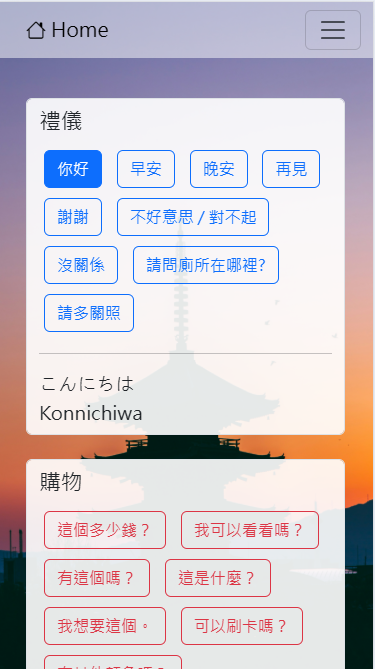 Home
禮儀
你好 早安 晚安 再見
謝謝 不好意思 / 對不起
沒關係 請問廁所在哪裡?
請多關照
こんにちは
Konnichiwa
購物
這個多少錢？ 我可以看看嗎？
有這個嗎？ 這是什麼？
我想要這個。 可以刷卡嗎？